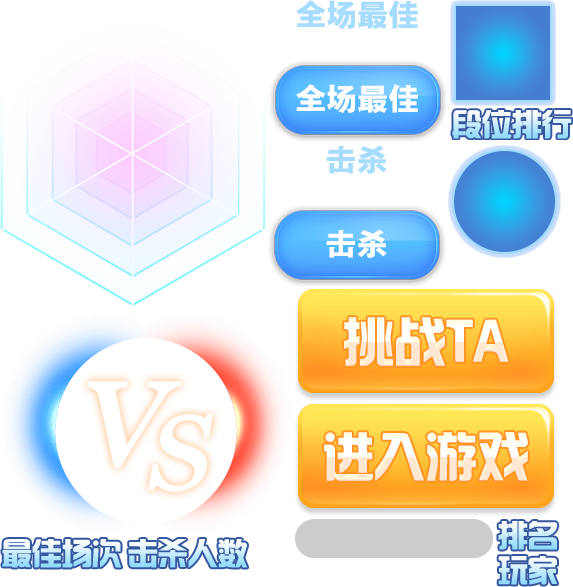 全场最佳
全场最佳
段位排行
击杀
击杀
挑战TA
VS
进入游戏
最佳场次 击杀人数
排名
玩家